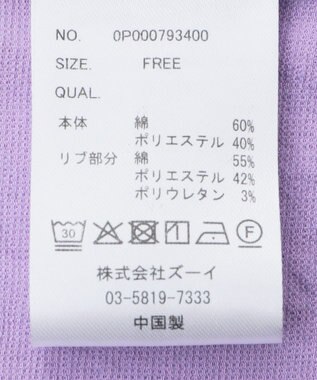 NO. 0P000793400
SIZE. FREE
QUAL.
本体 綿 60%
ポリエステル 40%
リブ部分 綿 55%
ポリエステル 42%
ポリウレタン 3%
30 F
株式会社ズーイ
03-5819-7333
中国製